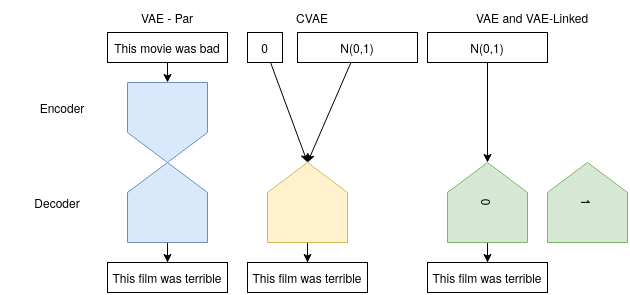 VAE - Par
CVAE
VAE and VAE-Linked
This movie was bad
0
N(0,1)
N(0,1)
Encoder
Decoder
0
1
This film was terrible
This film was terrible
This film was terrible